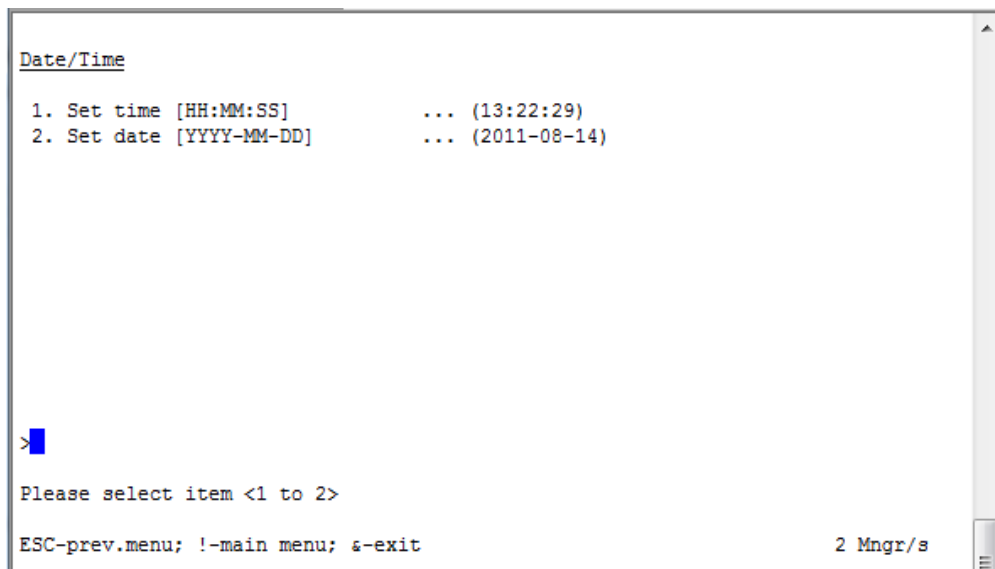 Date/Time
1. Set time [HH:MM:SS] ... (13:22:29)
2. Set date [YYYY-MM-DD] ... (2011-08-14)
>
Please select item <1 to 2>
ESC-prev.menu; !-main menu; &-exit 2 Mngr/s